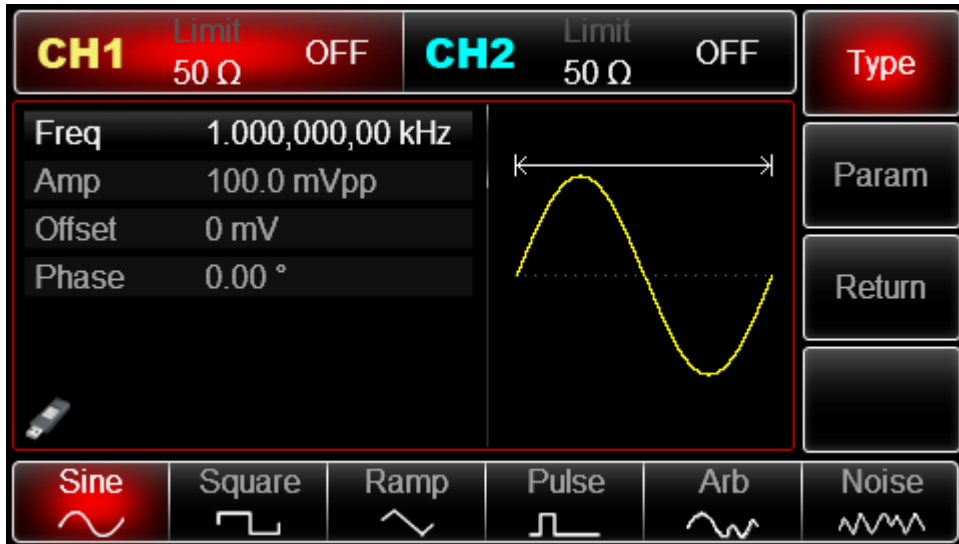 CH1 Limit 50 Ω OFF
CH2 Limit 50 Ω OFF
Type
Freq 1.000,000,00 kHz
Amp 100.0 mVpp
Offset 0 mV
Phase 0.00 °
Param
Return
Sine Square Ramp Pulse Arb Noise